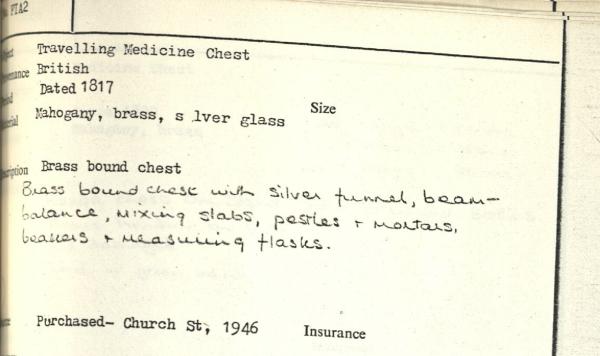 FIA2
Travelling Medicine Chest
British
Dated 1817
Mahogany, brass, s lver glass Size
Brass bound chest
Brass bound chest with silver funnel, beam-
balance, mixing slabs, pestles + mortars,
beakers + measuring flasks.
Purchased- Church St, 1946 Insurance